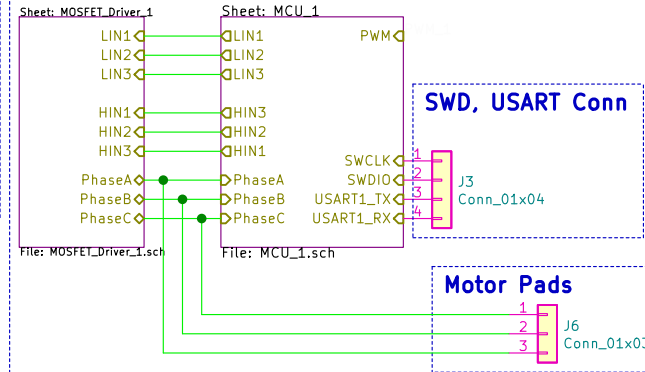 Sheet: MOSFET_Driver_1
Sheet: MCU_1
LIN1
LIN1
PWM
LIN2
LIN2
LIN3
LIN3
SWD, USART Conn
HIN1
HIN3
HIN2
HIN2
HIN3
HIN1
SWCLK
1
PhaseA
PhaseA
SWDIO
2
J3
PhaseB
PhaseB
USART1_TX
3
Conn_01x04
PhaseC
PhaseC
USART1_RX
4
File: MOSFET_Driver_1.sch
File: MCU_1.sch
Motor Pads
1
2
J6
3
Conn_01x03